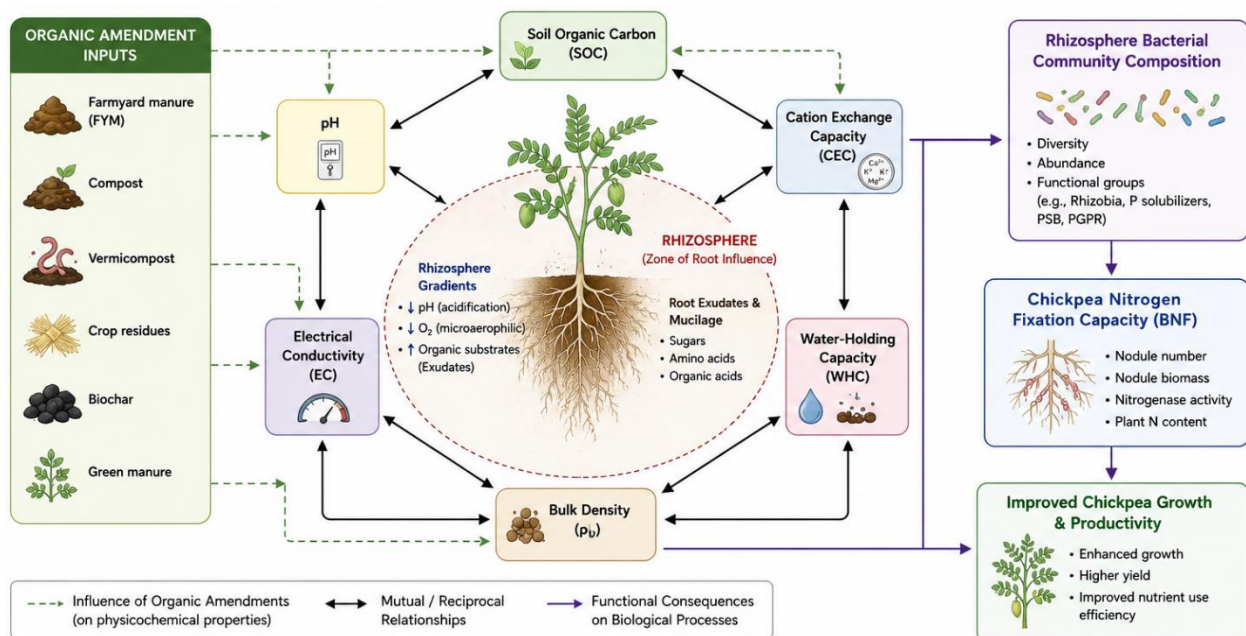 ORGANIC AMENDMENT
INPUTS
Farmyard manure
(FYM)
Compost
Vermicompost
Crop residues
Biochar
Green manure
Soil Organic Carbon
(SOC)
pH
pH
Cation Exchange
Capacity
(CEC)
Ca²⁺
Mg²⁺
Electrical
Conductivity
(EC)
Water-Holding
Capacity
(WHC)
Bulk Density
RHIZOSPHERE
(Zone of Root Influence)
Rhizosphere
Gradients
• ↓ pH (acidification)
• ↓ O₂ (microaerophilic)
• ↑ Organic substrates
(Exudates)
Root Exudates &
Mucilage
• Sugars
• Amino acids
• Organic acids
Rhizosphere Bacterial
Community Composition
• Diversity
• Abundance
• Functional groups
(e.g., Rhizobia, P solubilizers,
PSB, PGPR)
Chickpea Nitrogen
Fixation Capacity (BNF)
• Nodule number
• Nodule biomass
• Nitrogenase activity
• Plant N content
Improved Chickpea Growth
& Productivity
• Enhanced growth
• Higher yield
• Improved nutrient use
efficiency
Influence of Organic Amendments
(on physicochemical properties)
Mutual / Reciprocal
Relationships
Functional Consequences
on Biological Processes